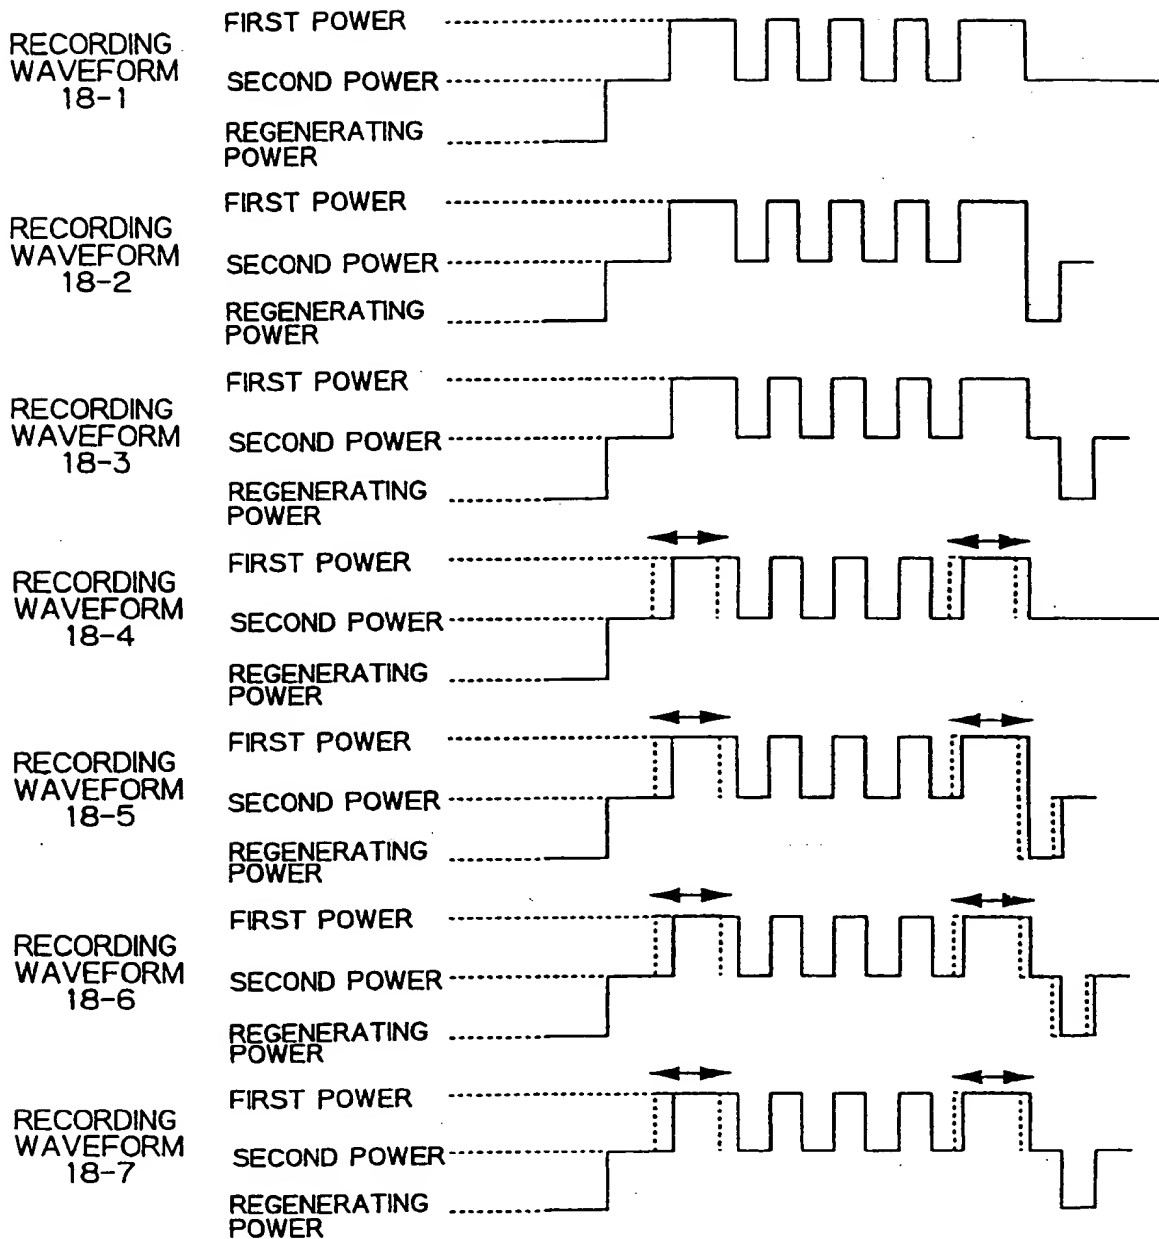 FIRST POWER
RECORDING
WAVEFORM
18-1
SECOND POWER
REGENERATING
POWER
FIRST POWER
RECORDING
WAVEFORM
18-2
SECOND POWER
REGENERATING
POWER
FIRST POWER
RECORDING
WAVEFORM
18-3
SECOND POWER
REGENERATING
POWER
FIRST POWER
RECORDING
WAVEFORM
18-4
SECOND POWER
REGENERATING
POWER
FIRST POWER
RECORDING
WAVEFORM
18-5
SECOND POWER
REGENERATING
POWER
FIRST POWER
RECORDING
WAVEFORM
18-6
SECOND POWER
REGENERATING
POWER
FIRST POWER
RECORDING
WAVEFORM
18-7
SECOND POWER
REGENERATING
POWER